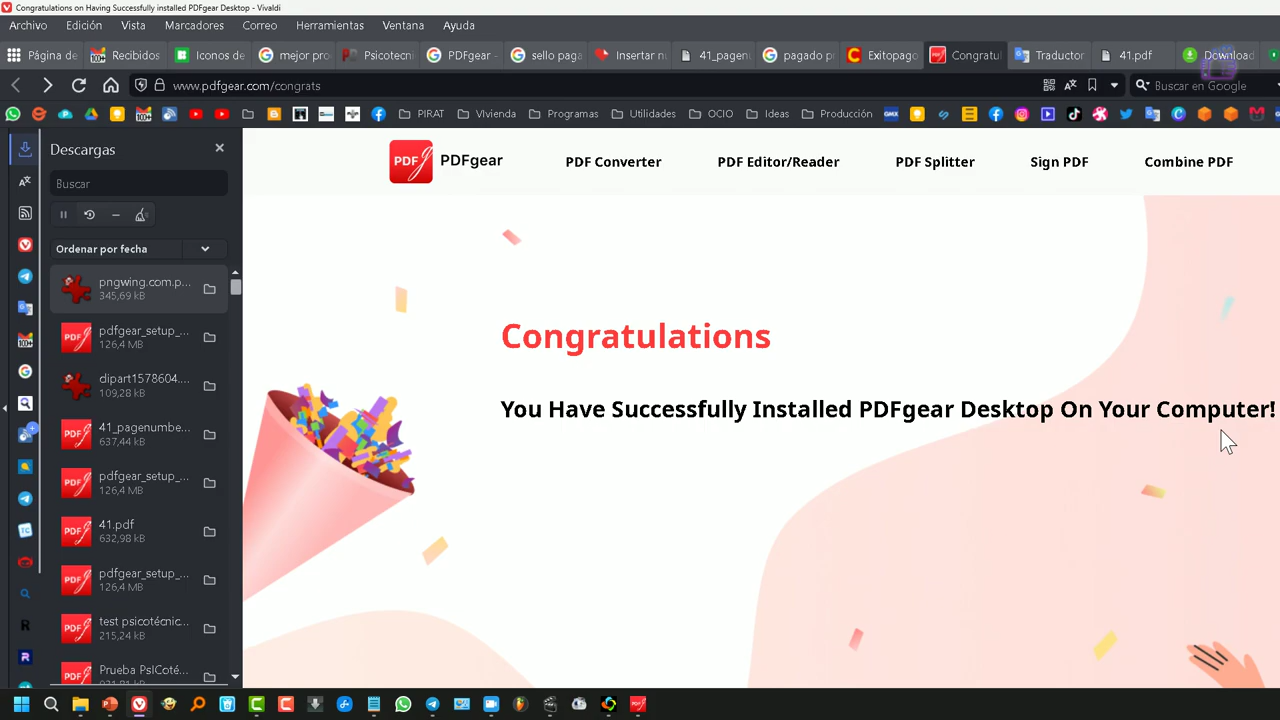 Congratulations on Having Successfully installed PDFgear Desktop - Vivaldi
Archivo Edición Vista Marcadores Correo Herramientas Ventana Ayuda
Página de Recibidos Iconos de mejor pro Psicotecni PDFgear - sello paga Insertar nu 41_pagenu pagado pi Exitopago Congratul Traductor 41.pdf Download
www.pdfgear.com/congrats
Buscar en Google
PIRAT Vivienda Programas Utilidades OCIO Ideas Producción
Descargas
Buscar
Ordenar por fecha
pngwing.com.p...
345,69 kB
pdfgear_setup_...
126,4 MB
clipart1578604....
109,28 kB
41_pagenumbe...
637,44 kB
pdfgear_setup_...
126,4 MB
41.pdf
632,98 kB
pdfgear_setup_...
126,4 MB
test psicotécnic...
215,24 kB
Prueba PsICoté...
PDFgear
PDF Converter PDF Editor/Reader PDF Splitter Sign PDF Combine PDF
Congratulations
You Have Successfully Installed PDFgear Desktop On Your Computer!